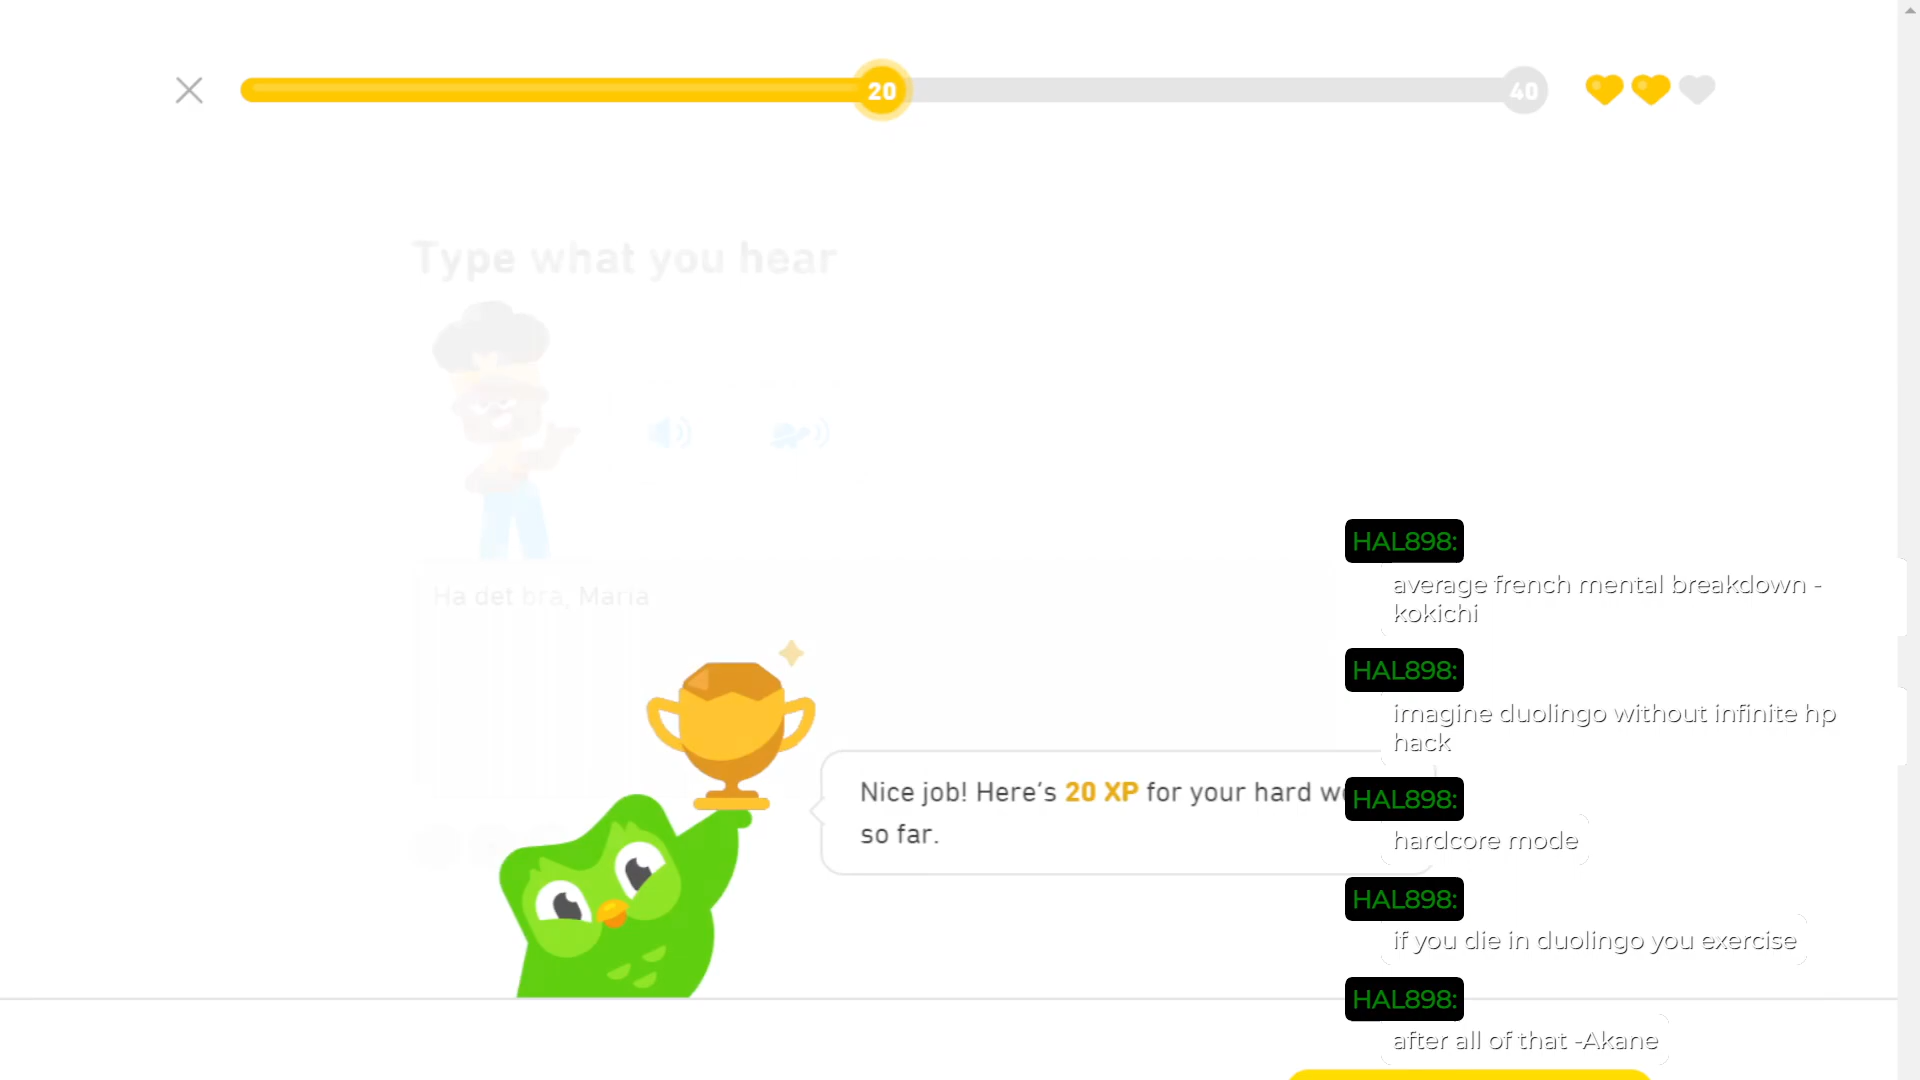 20
40
Type what you hear
Ha det bra, Maria
Nice job! Here's 20 XP for your hard
so far.
HAL898:
average french mental breakdown -
kokichi
HAL898:
imagine duolingo without infinite hp
hack
HAL898:
hardcore mode
HAL898:
if you die in duolingo you exercise
HAL898:
after all of that -Akane